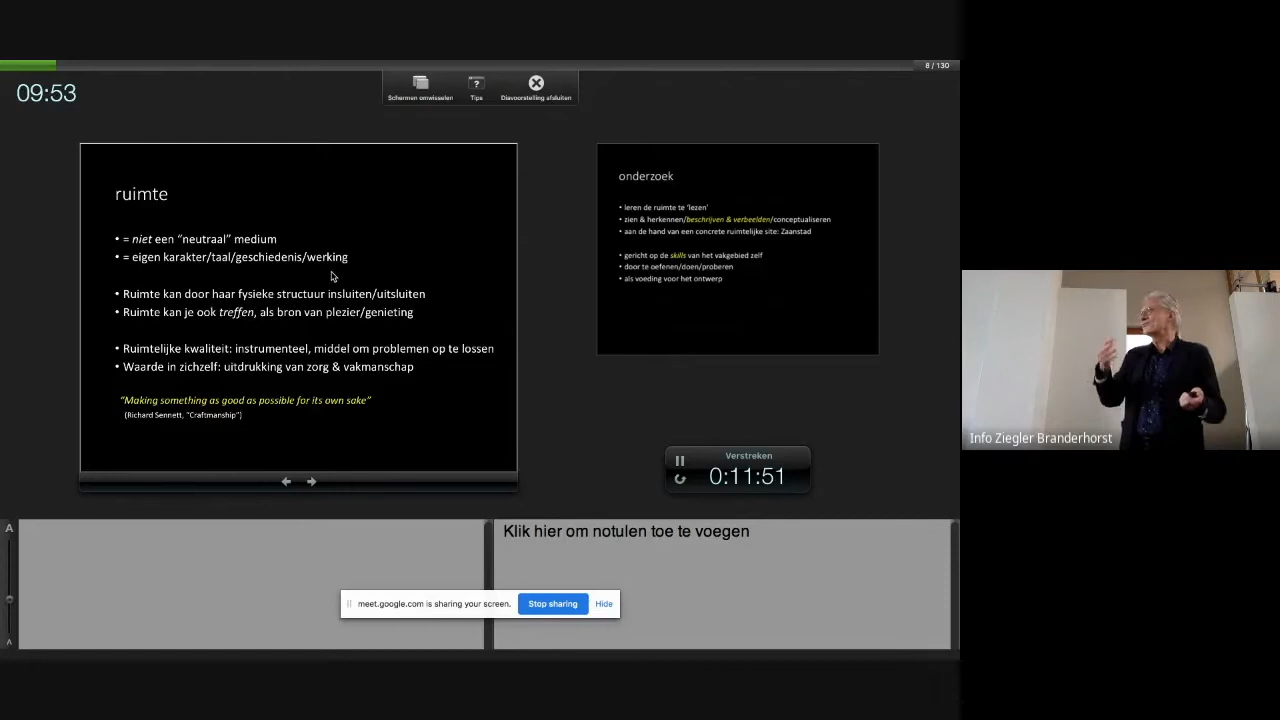 8 / 130
09:53
Schermen omwisselen
?
Tips
Diavoorstelling afsluiten
ruimte
• = niet een “neutraal” medium
• = eigen karakter/taal/geschiedenis/werking
• Ruimte kan door haar fysieke structuur insluiten/uitsluiten
• Ruimte kan je ook treffen, als bron van plezier/genieting
• Ruimtelijke kwaliteit: instrumenteel, middel om problemen op te lossen
• Waarde in zichzelf: uitdrukking van zorg & vakmanschap
“Making something as good as possible for its own sake”
(Richard Sennett, “Craftmanship”)
onderzoek
• leren de ruimte te ‘lezen’
• zien & herkennen/beschrijven & verbeelden/conceptualiseren
• aan de hand van een concrete ruimtelijke site: Zaanstad
• gericht op de skills van het vakgebied zelf
• door te oefenen/doen/proberen
• als voeding voor het ontwerp
Verstreken
0:11:51
Info Ziegler Branderhorst
A
A
Klik hier om notulen toe te voegen
meet.google.com is sharing your screen.
Stop sharing
Hide